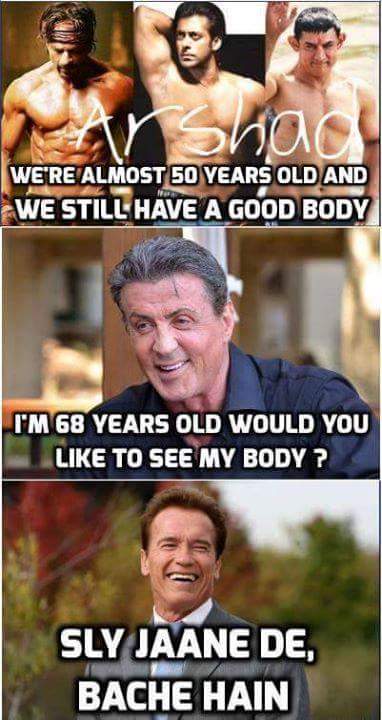 Arshad
WE'RE ALMOST 50 YEARS OLD AND
WE STILL HAVE A GOOD BODY
I'M 68 YEARS OLD WOULD YOU
LIKE TO SEE MY BODY ?
SLY JAANE DE,
BACHE HAIN